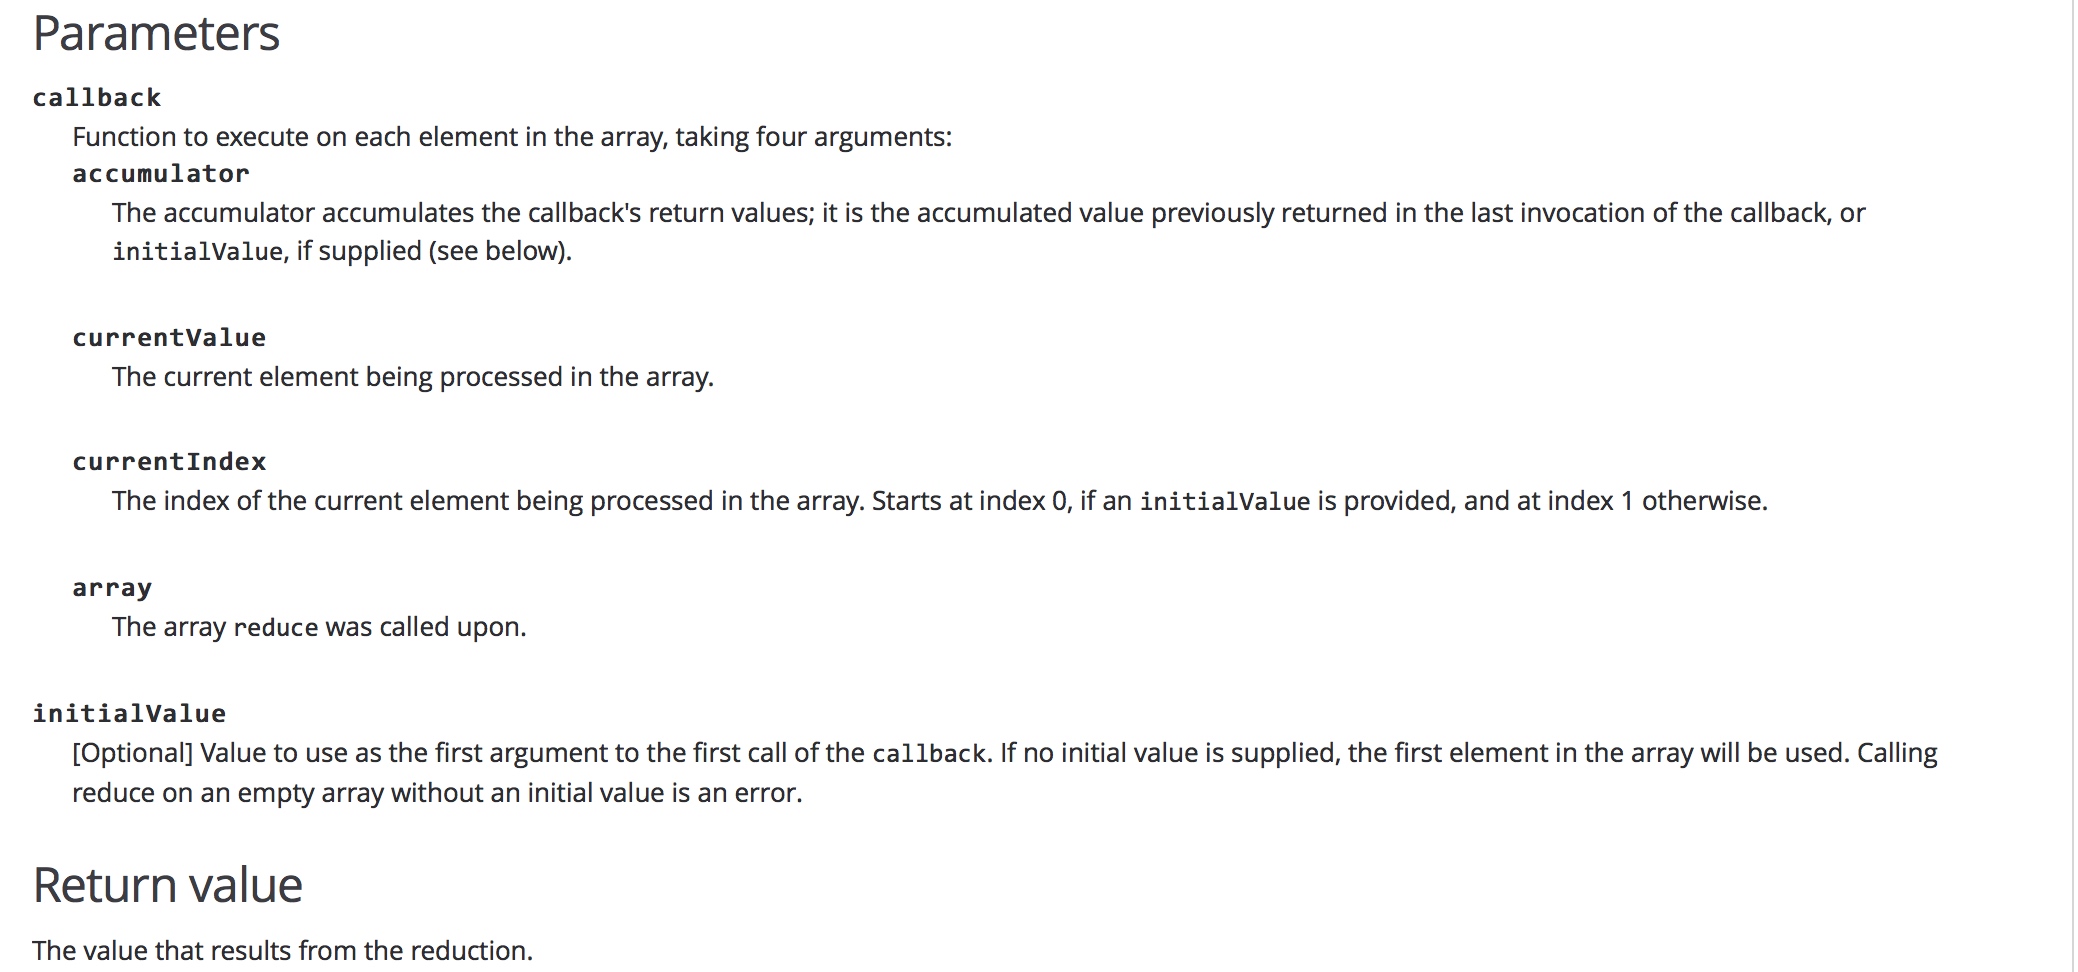 Parameters
callback
Function to execute on each element in the array, taking four arguments:
accumulator
The accumulator accumulates the callback's return values; it is the accumulated value previously returned in the last invocation of the callback, or
initialValue, if supplied (see below).
currentValue
The current element being processed in the array.
currentIndex
The index of the current element being processed in the array. Starts at index 0, if an initialValue is provided, and at index 1 otherwise.
array
The array reduce was called upon.
initialValue
[Optional] Value to use as the first argument to the first call of the callback. If no initial value is supplied, the first element in the array will be used. Calling
reduce on an empty array without an initial value is an error.
Return value
The value that results from the reduction.